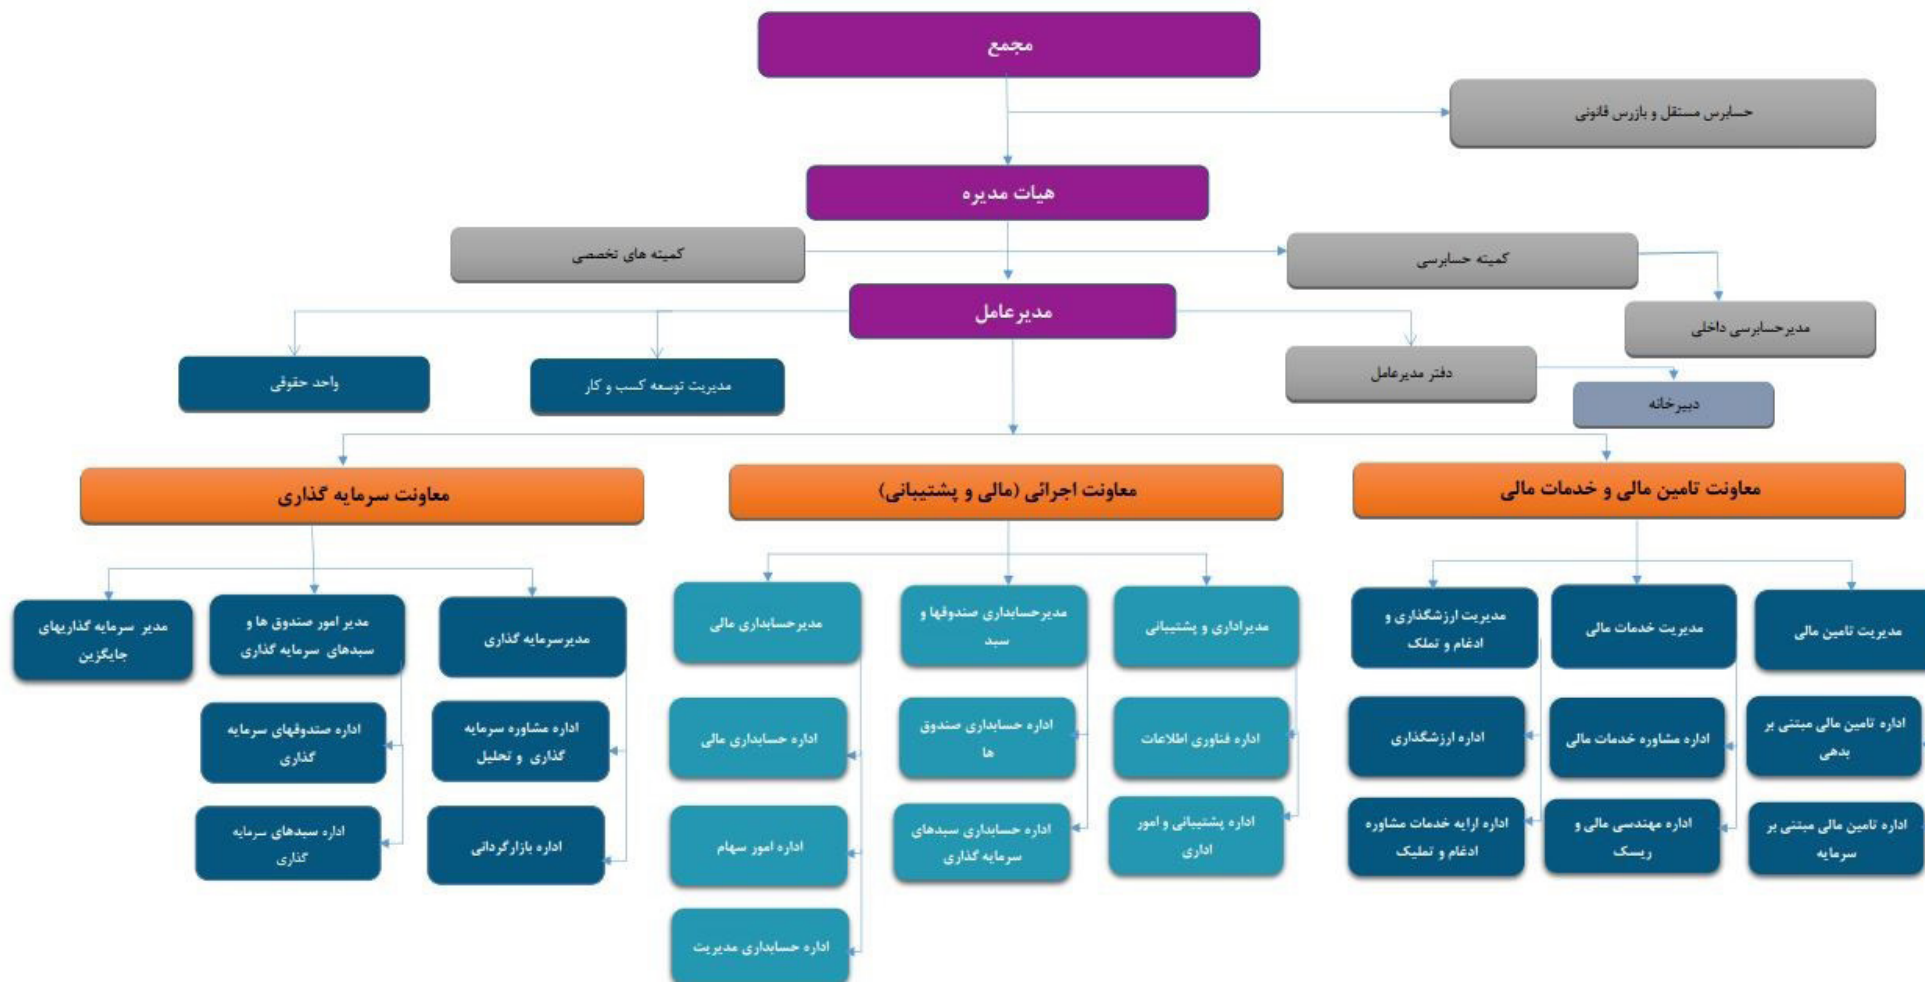 مجمع
حسابرس مستقل و بازرس قانونی
هیات مدیره
کمیته حسابرسی
کمیته های تخصصی
مدیرعامل
مدیرحسابرسی داخلی
دفتر مدیرعامل
دبیرخانه
مدیریت توسعه کسب و کار
واحد حقوقی
معاونت تامین مالی و خدمات مالی
معاونت اجرائی (مالی و پشتیبانی)
معاونت سرمایه گذاری
مدیریت تامین مالی
مدیریت خدمات مالی
مدیریت ارزشگذاری و
ادغام و تملک
مدیراداری و پشتیبانی
مدیرحسابداری صندوقها و
سبد
مدیرحسابداری مالی
مدیرسرمایه گذاری
مدیر امور صندوق ها و
سبدهای سرمایه گذاری
مدیر سرمایه گذاریهای
جایگزین
اداره تامین مالی مبتنی بر
بدهی
اداره مشاوره خدمات مالی
اداره ارزشگذاری
اداره فناوری اطلاعات
اداره حسابداری صندوق
ها
اداره حسابداری مالی
اداره مشاوره سرمایه
گذاری و تحلیل
اداره صندوقهای سرمایه
گذاری
اداره تامین مالی مبتنی بر
سرمایه
اداره مهندسی مالی و
ریسک
اداره ارایه خدمات مشاوره
ادغام و تملیک
اداره پشتیبانی و امور
اداری
اداره حسابداری سبدهای
سرمایه گذاری
اداره امور سهام
اداره بازارگردانی
اداره سبدهای سرمایه
گذاری
اداره حسابداری مدیریت